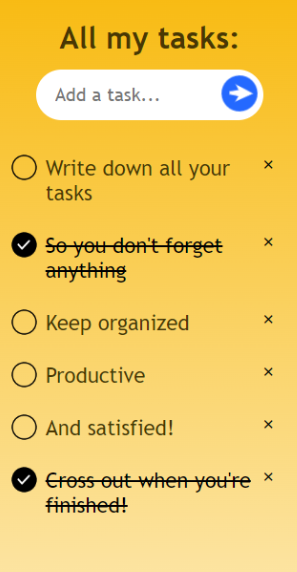 All my tasks:
Add a task...
Write down all your
tasks
So you don't forget
anything
Keep organized
Productive
And satisfied!
Cross out when you're
finished!